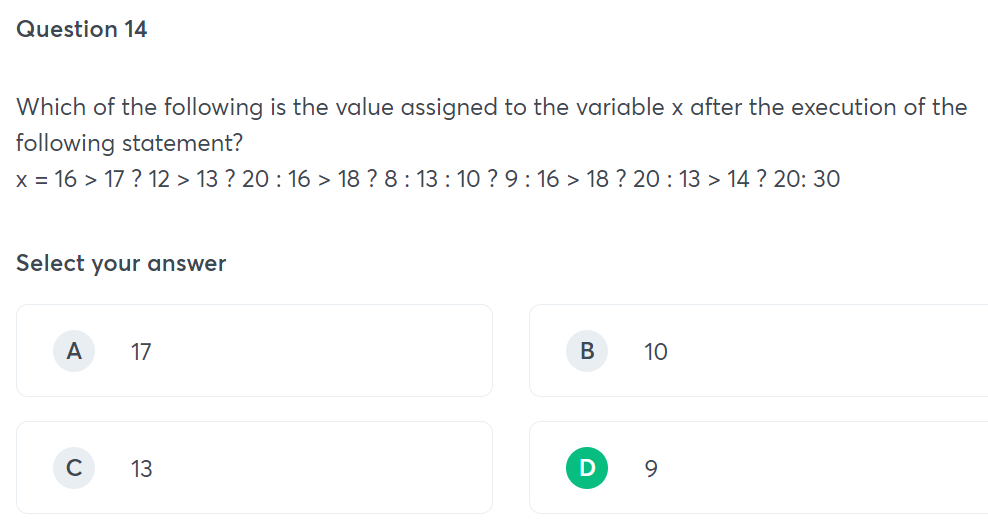 Question 14
Which of the following is the value assigned to the variable x after the execution of the
following statement?
x = 16 > 17 ? 12 > 13 ? 20 : 16 > 18 ? 8 : 13 : 10 ? 9 : 16 > 18 ? 20 : 13 > 14 ? 20: 30
Select your answer
A 17
B 10
C 13
D 9